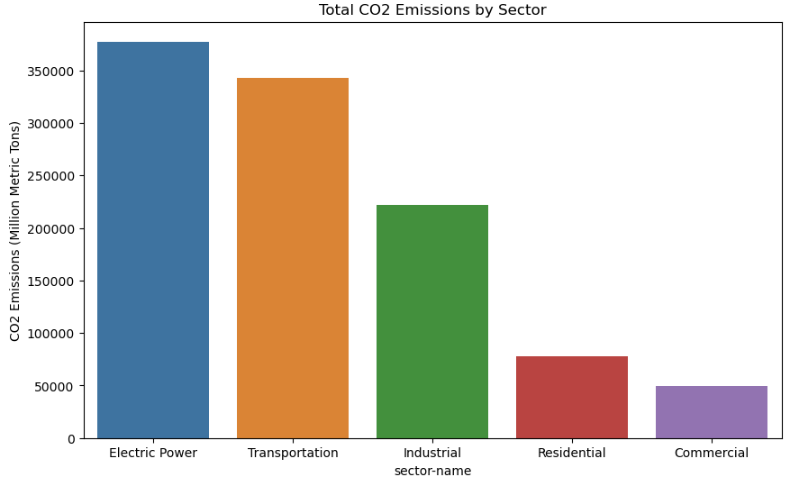 Total CO2 Emissions by Sector
CO2 Emissions (Million Metric Tons)
350000
300000
250000
200000
150000
100000
50000
0
Electric Power
Transportation
Industrial
Residential
Commercial
sector-name